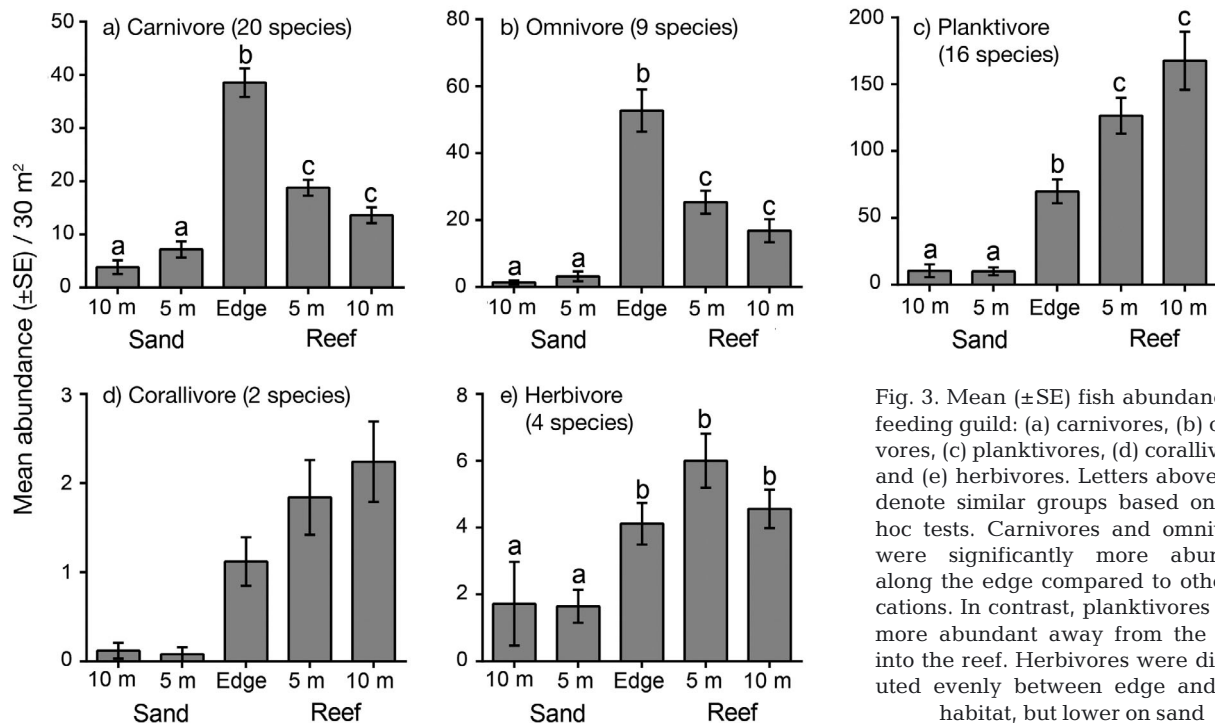 a) Carnivore (20 species)
Mean abundance (±SE) / 30 m²
50
40
30
20
10
0
a
a
b
c
c
10 m 5 m Edge 5 m 10 m
Sand Reef
b) Omnivore (9 species)
80
60
40
20
0
a
a
b
c
c
10 m 5 m Edge 5 m 10 m
Sand Reef
c) Planktivore
(16 species)
200
150
100
50
0
a
a
b
c
c
10 m 5 m Edge 5 m 10 m
Sand Reef
d) Corallivore (2 species)
3
2
1
0
10 m 5 m Edge 5 m 10 m
Sand Reef
e) Herbivore
(4 species)
8
6
4
2
0
a
a
b
b
b
10 m 5 m Edge 5 m 10 m
Sand Reef
Fig. 3. Mean (±SE) fish abundanc
feeding guild: (a) carnivores, (b) o
vores, (c) planktivores, (d) coralliv
and (e) herbivores. Letters above
denote similar groups based on
hoc tests. Carnivores and omniv
were significantly more abun
along the edge compared to othe
cations. In contrast, planktivores
more abundant away from the
into the reef. Herbivores were di
uted evenly between edge and
habitat, but lower on sand